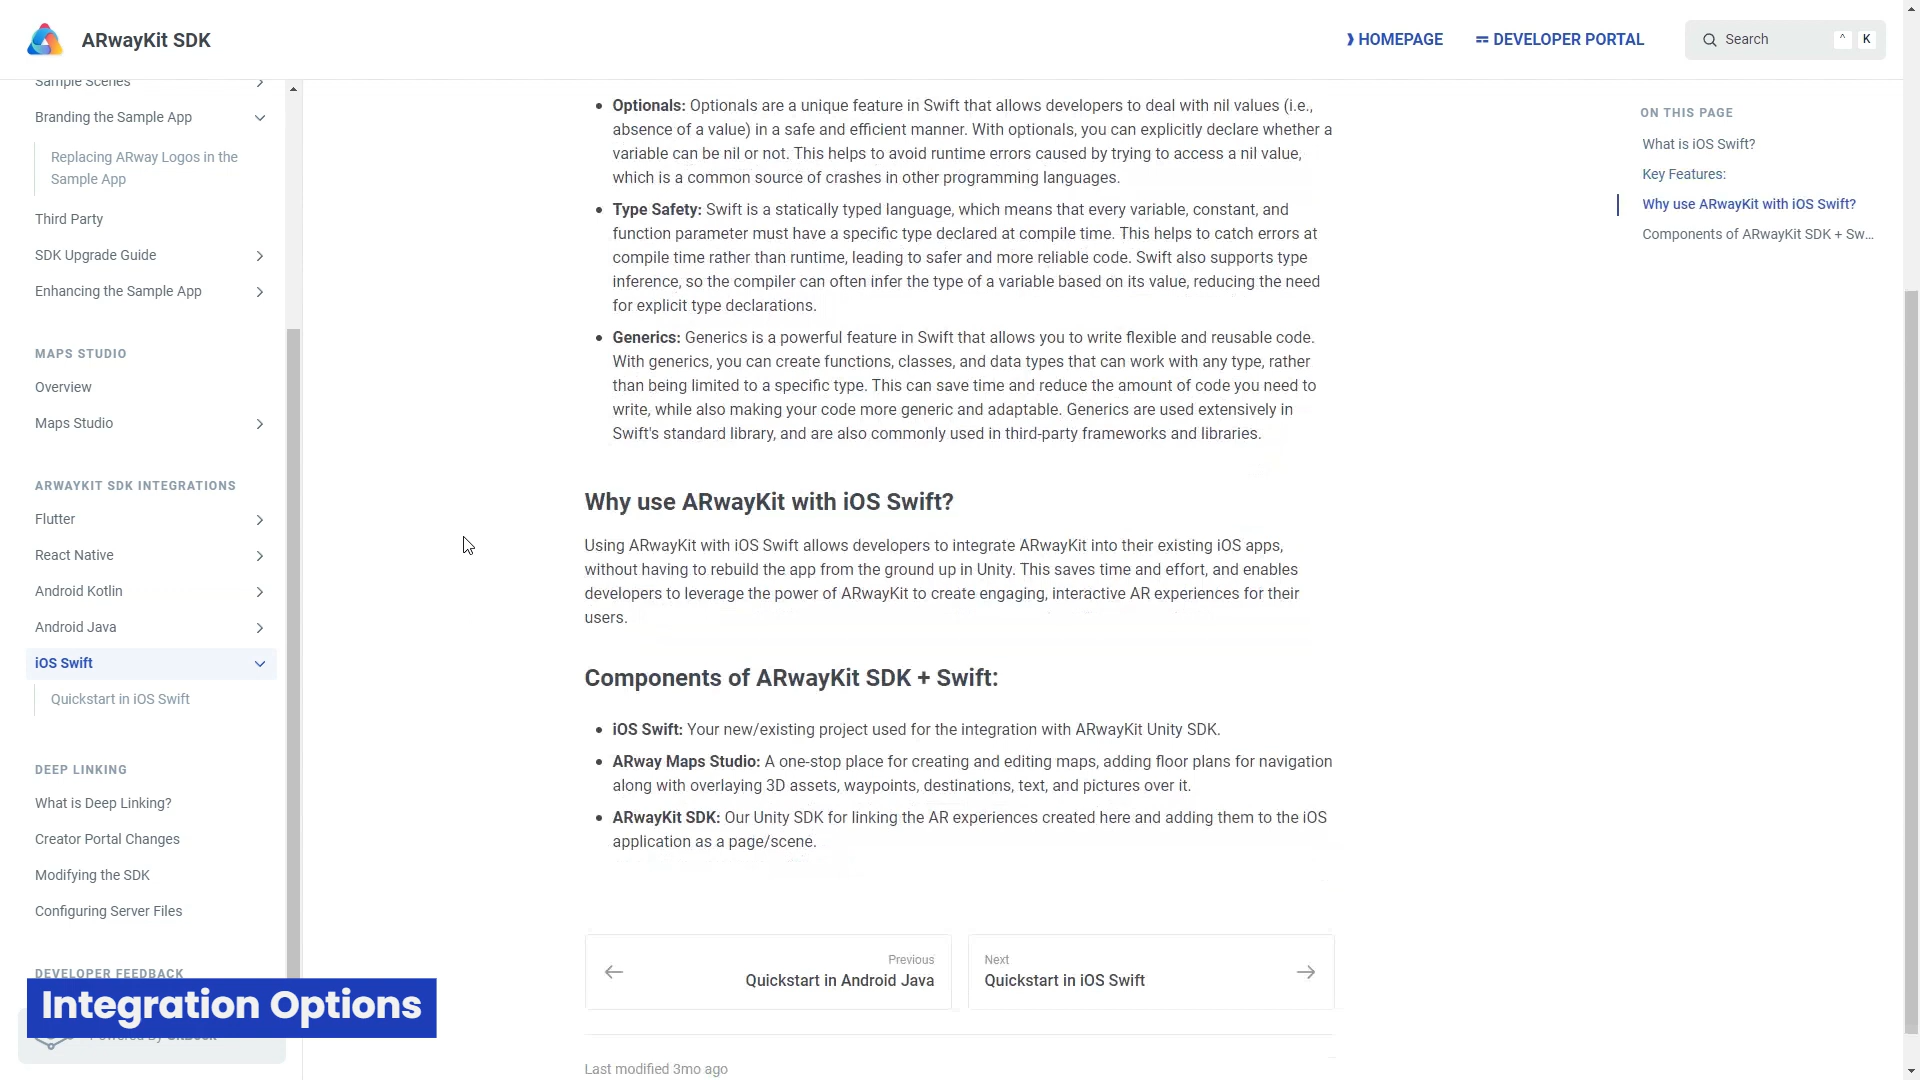 ARwayKit SDK
HOMEPAGE
DEVELOPER PORTAL
Search
^
K
Sample Scenes
Branding the Sample App
Replacing ARway Logos in the
Sample App
Third Party
SDK Upgrade Guide
Enhancing the Sample App
MAPS STUDIO
Overview
Maps Studio
ARWAYKIT SDK INTEGRATIONS
Flutter
React Native
Android Kotlin
Android Java
iOS Swift
Quickstart in iOS Swift
DEEP LINKING
What is Deep Linking?
Creator Portal Changes
Modifying the SDK
Configuring Server Files
DEVELOPER FEEDBACK
Integration Options
Optionals: Optionals are a unique feature in Swift that allows developers to deal with nil values (i.e.,
absence of a value) in a safe and efficient manner. With optionals, you can explicitly declare whether a
variable can be nil or not. This helps to avoid runtime errors caused by trying to access a nil value,
which is a common source of crashes in other programming languages.
Type Safety: Swift is a statically typed language, which means that every variable, constant, and
function parameter must have a specific type declared at compile time. This helps to catch errors at
compile time rather than runtime, leading to safer and more reliable code. Swift also supports type
inference, so the compiler can often infer the type of a variable based on its value, reducing the need
for explicit type declarations.
Generics: Generics is a powerful feature in Swift that allows you to write flexible and reusable code.
With generics, you can create functions, classes, and data types that can work with any type, rather
than being limited to a specific type. This can save time and reduce the amount of code you need to
write, while also making your code more generic and adaptable. Generics are used extensively in
Swift's standard library, and are also commonly used in third-party frameworks and libraries.
Why use ARwayKit with iOS Swift?
Using ARwayKit with iOS Swift allows developers to integrate ARwayKit into their existing iOS apps,
without having to rebuild the app from the ground up in Unity. This saves time and effort, and enables
developers to leverage the power of ARwayKit to create engaging, interactive AR experiences for their
users.
Components of ARwayKit SDK + Swift:
iOS Swift: Your new/existing project used for the integration with ARwayKit Unity SDK.
ARway Maps Studio: A one-stop place for creating and editing maps, adding floor plans for navigation
along with overlaying 3D assets, waypoints, destinations, text, and pictures over it.
ARwayKit SDK: Our Unity SDK for linking the AR experiences created here and adding them to the iOS
application as a page/scene.
Previous
Quickstart in Android Java
Next
Quickstart in iOS Swift
Last modified 3mo ago
ON THIS PAGE
What is iOS Swift?
Key Features:
Why use ARwayKit with iOS Swift?
Components of ARwayKit SDK + Sw...